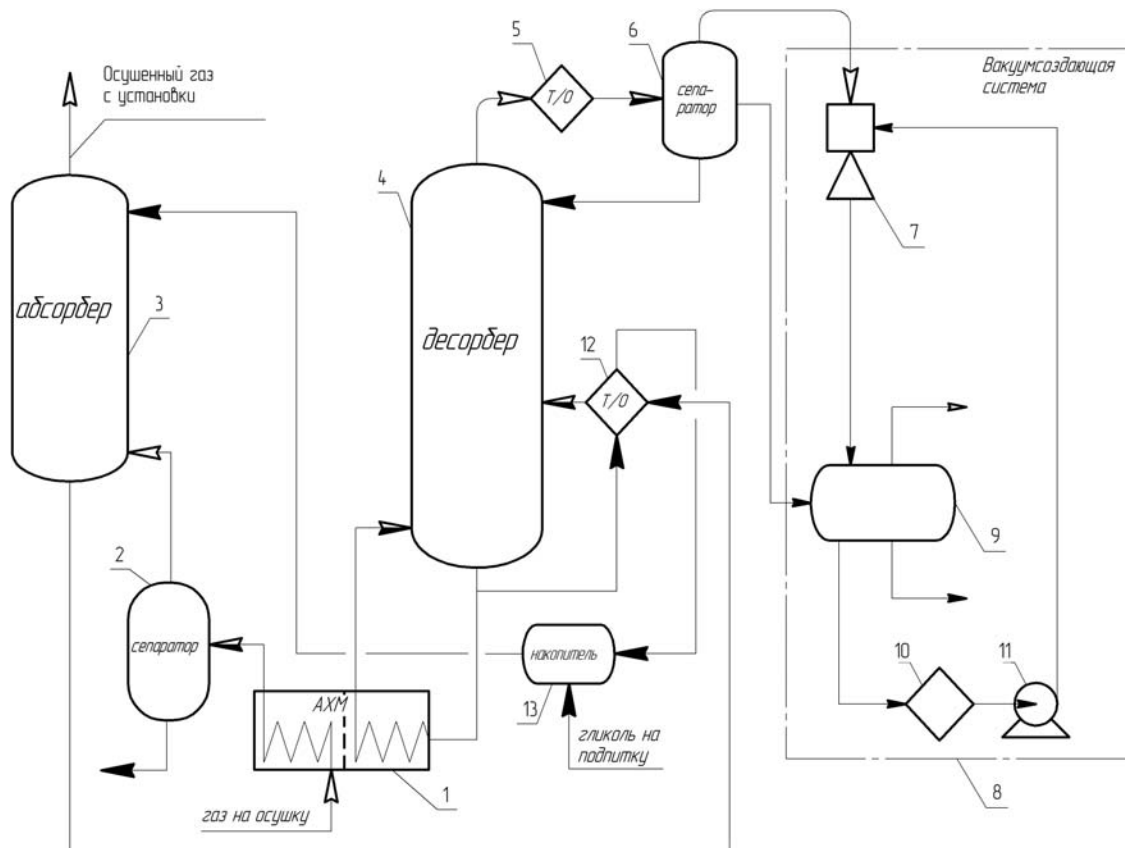 5
6
Осушенный газ
с установки
Т/О
сепа-
ратор
Вакуумсоздающая
система
4
7
абсорбер
3
десорбер
12
Т/О
9
2
сепаратор
накопитель
10
11
АХМ
13
гликоль на
подпитку
1
газ на осушку
8